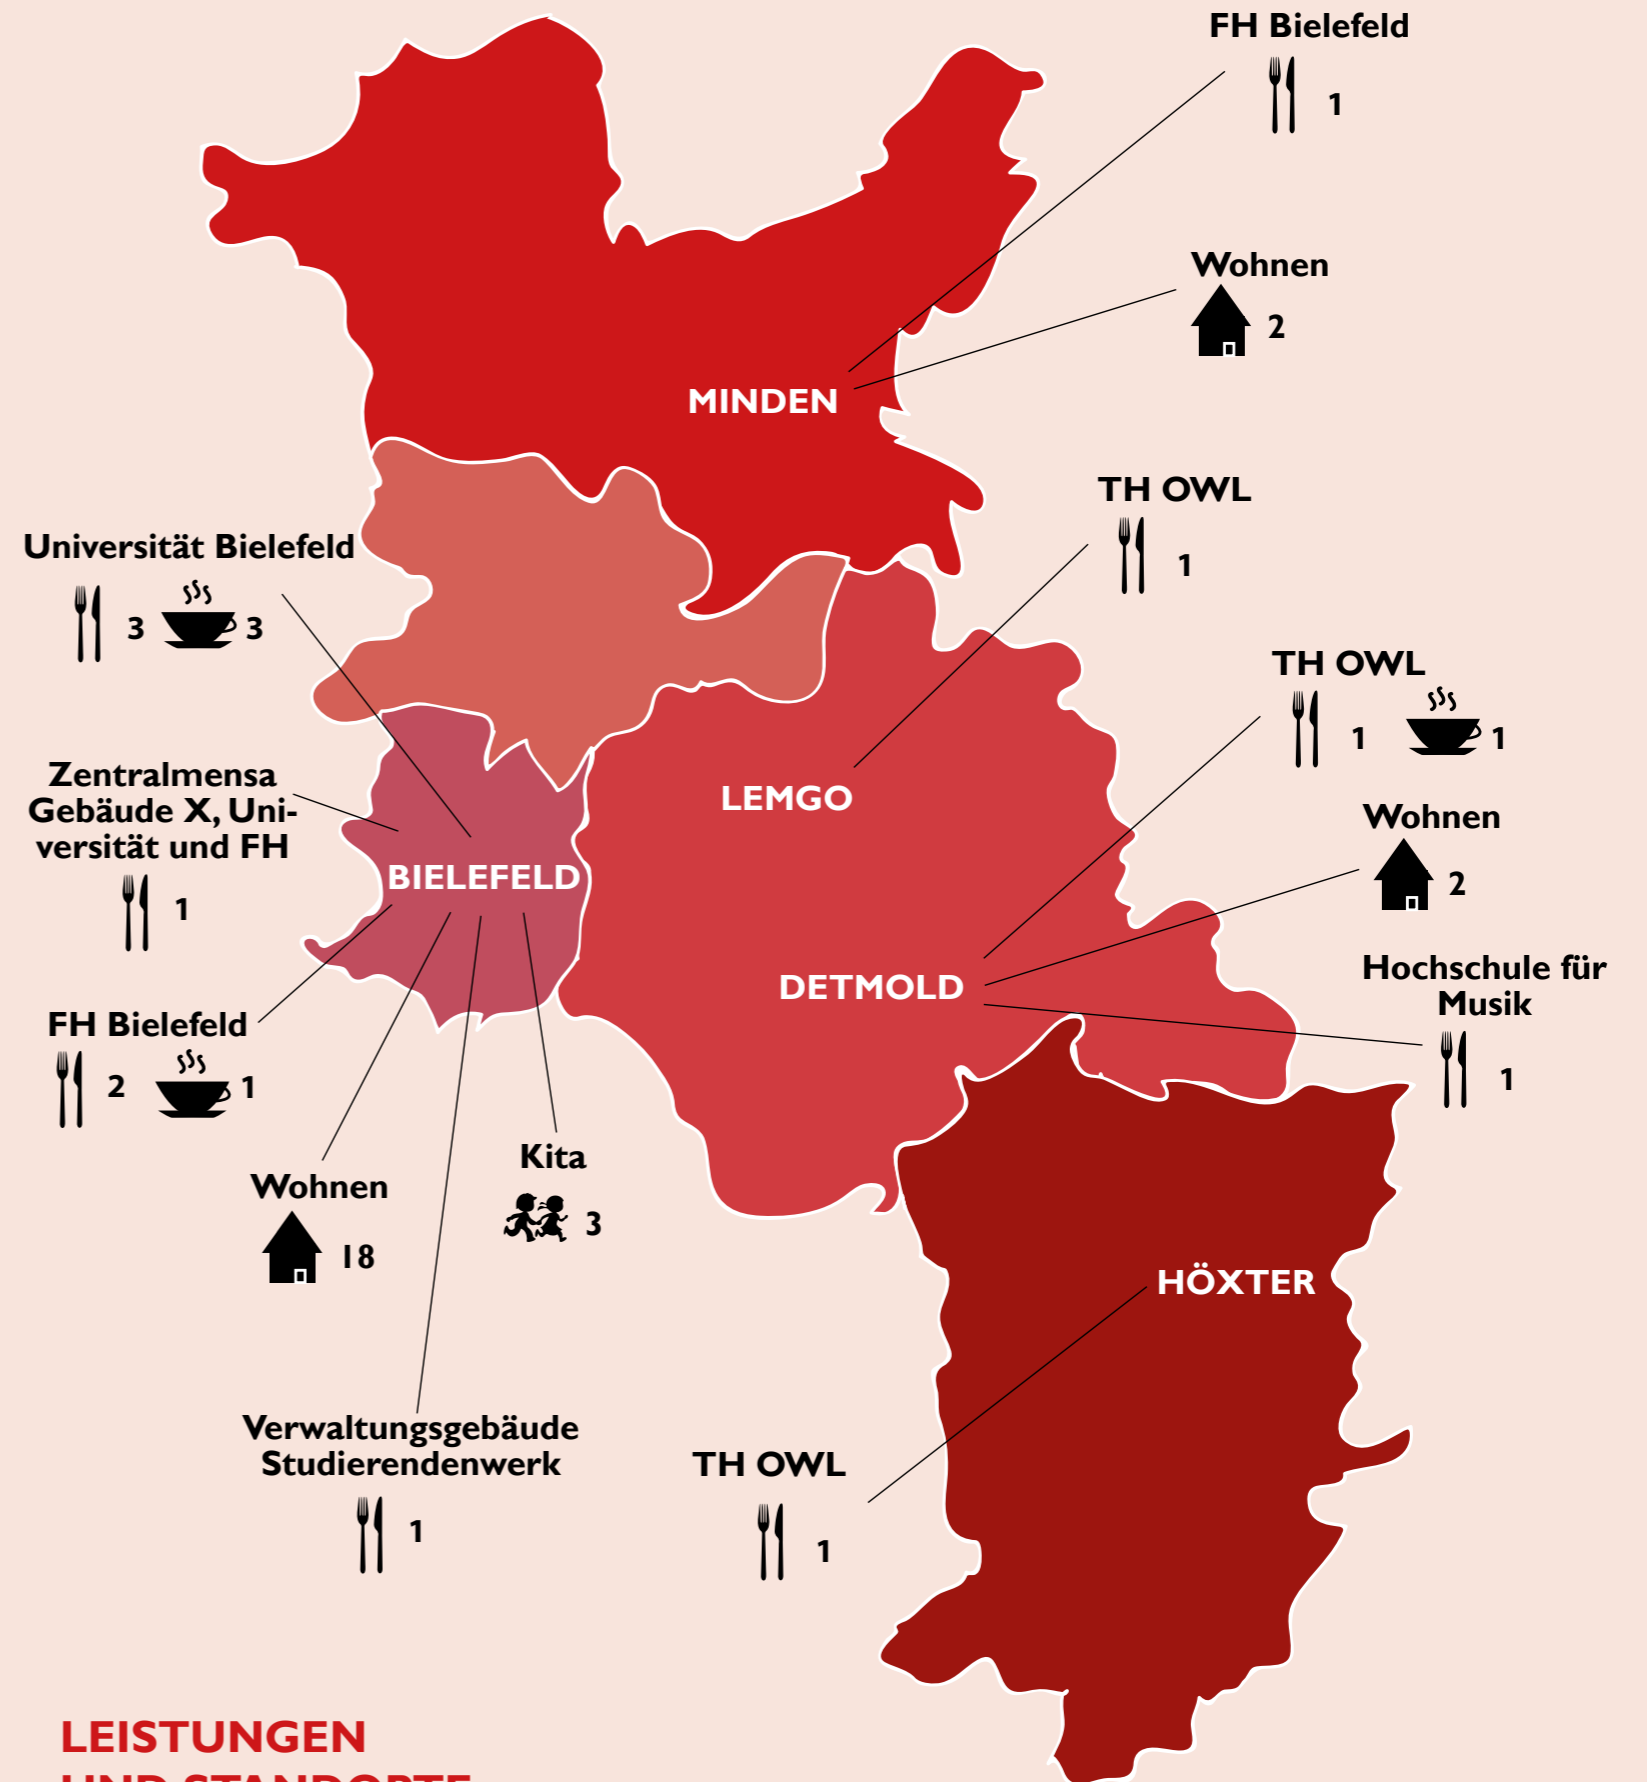 FH Bielefeld
1
Wohnen
2
MINDEN
TH OWL
1
Universität Bielefeld
3 3
TH OWL
1 1
Zentralmensa
Gebäude X, Uni-
versität und FH
1
LEMGO
Wohnen
2
BIELEFELD
DETMOLD
Hochschule für
Musik
1
FH Bielefeld
2 1
Kita
3
Wohnen
18
HÖXTER
Verwaltungsgebäude
Studierendenwerk
1
TH OWL
1
LEISTUNGEN
UND STANDORTE